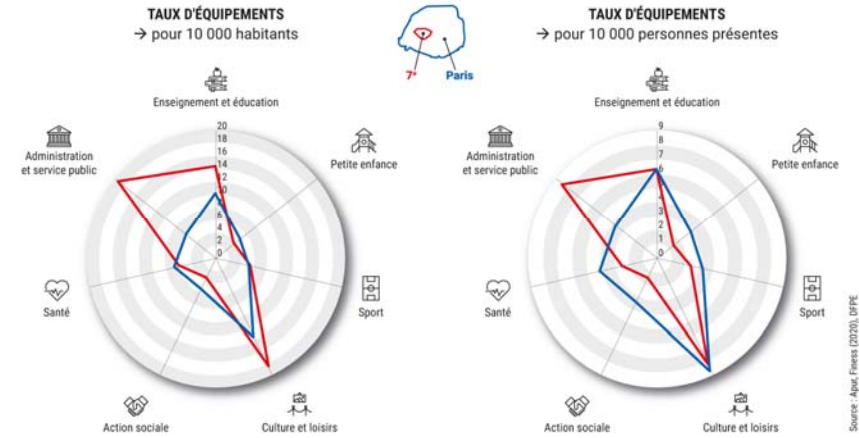 TAUX D'ÉQUIPEMENTS
→ pour 10 000 habitants
Enseignement et éducation
Administration
et service public
Petite enfance
Santé
Sport
Action sociale
Culture et loisirs
20
18
16
14
12
10
8
6
4
2
0
7e
Paris
TAUX D'ÉQUIPEMENTS
→ pour 10 000 personnes présentes
Enseignement et éducation
Administration
et service public
Petite enfance
Santé
Sport
Action sociale
Culture et loisirs
9
8
7
6
4
3
2
1
0
Source : Apur, Finess (2020), DFPE